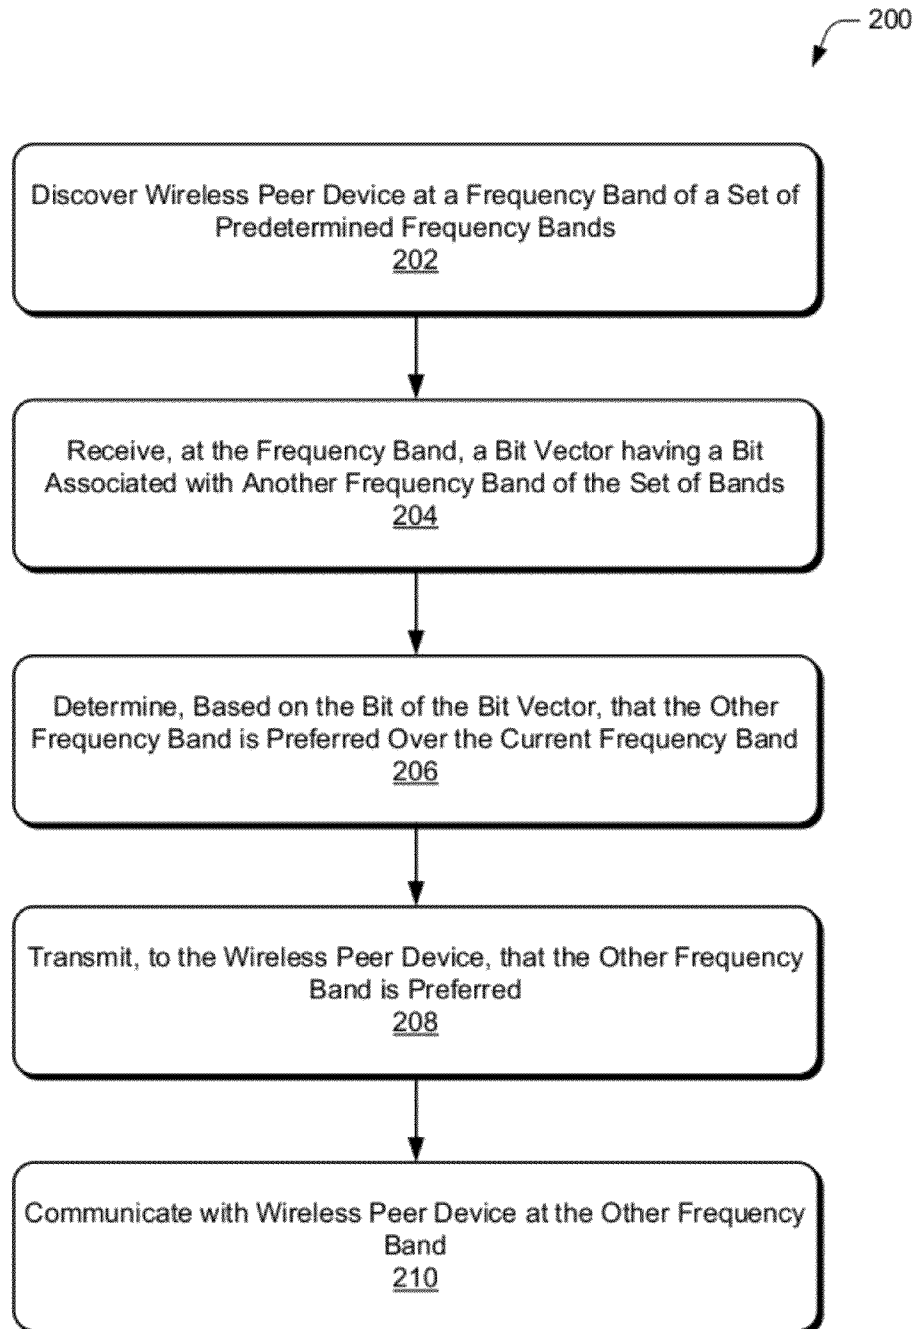 200
Discover Wireless Peer Device at a Frequency Band of a Set of
Predetermined Frequency Bands
202
Receive, at the Frequency Band, a Bit Vector having a Bit
Associated with Another Frequency Band of the Set of Bands
204
Determine, Based on the Bit of the Bit Vector, that the Other
Frequency Band is Preferred Over the Current Frequency Band
206
Transmit, to the Wireless Peer Device, that the Other Frequency
Band is Preferred
208
Communicate with Wireless Peer Device at the Other Frequency
Band
210